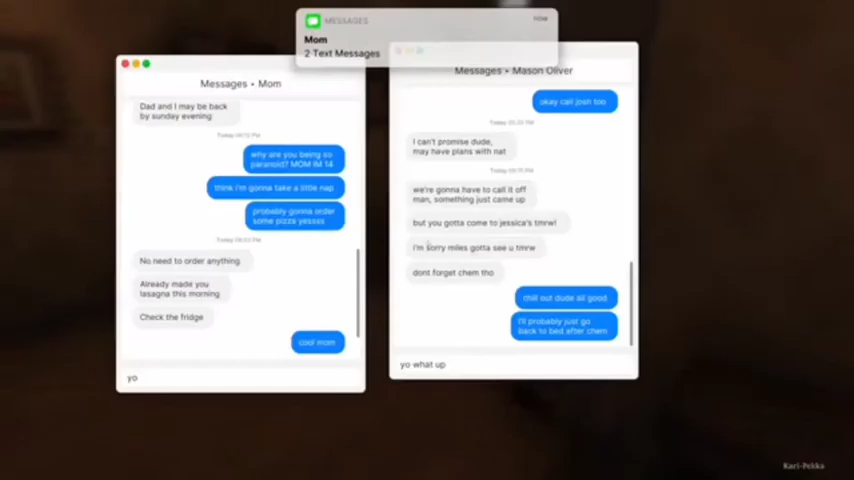 MESSAGES
now
Mom
2 Text Messages
Messages • Mom
Dad and I may be back
by sunday evening
why are you being so
paranoid? MOM IM 14
think i'm gonna take a little nap
probably gonna order
some pizza yessss
No need to order anything
Already made you
lasagna this morning
Check the fridge
cool mom
yo
Messages • Mason Oliver
okay call josh too
I can't promise dude,
may have plans with nat
we're gonna have to call it off
man, something just came up
but you gotta come to jessica's tmrw!
i'm sorry miles gotta see u tmrw
dont forget chem tho
chill out dude all good
I'll probably just go
back to bed after chem
yo what up
Kari-Pekka